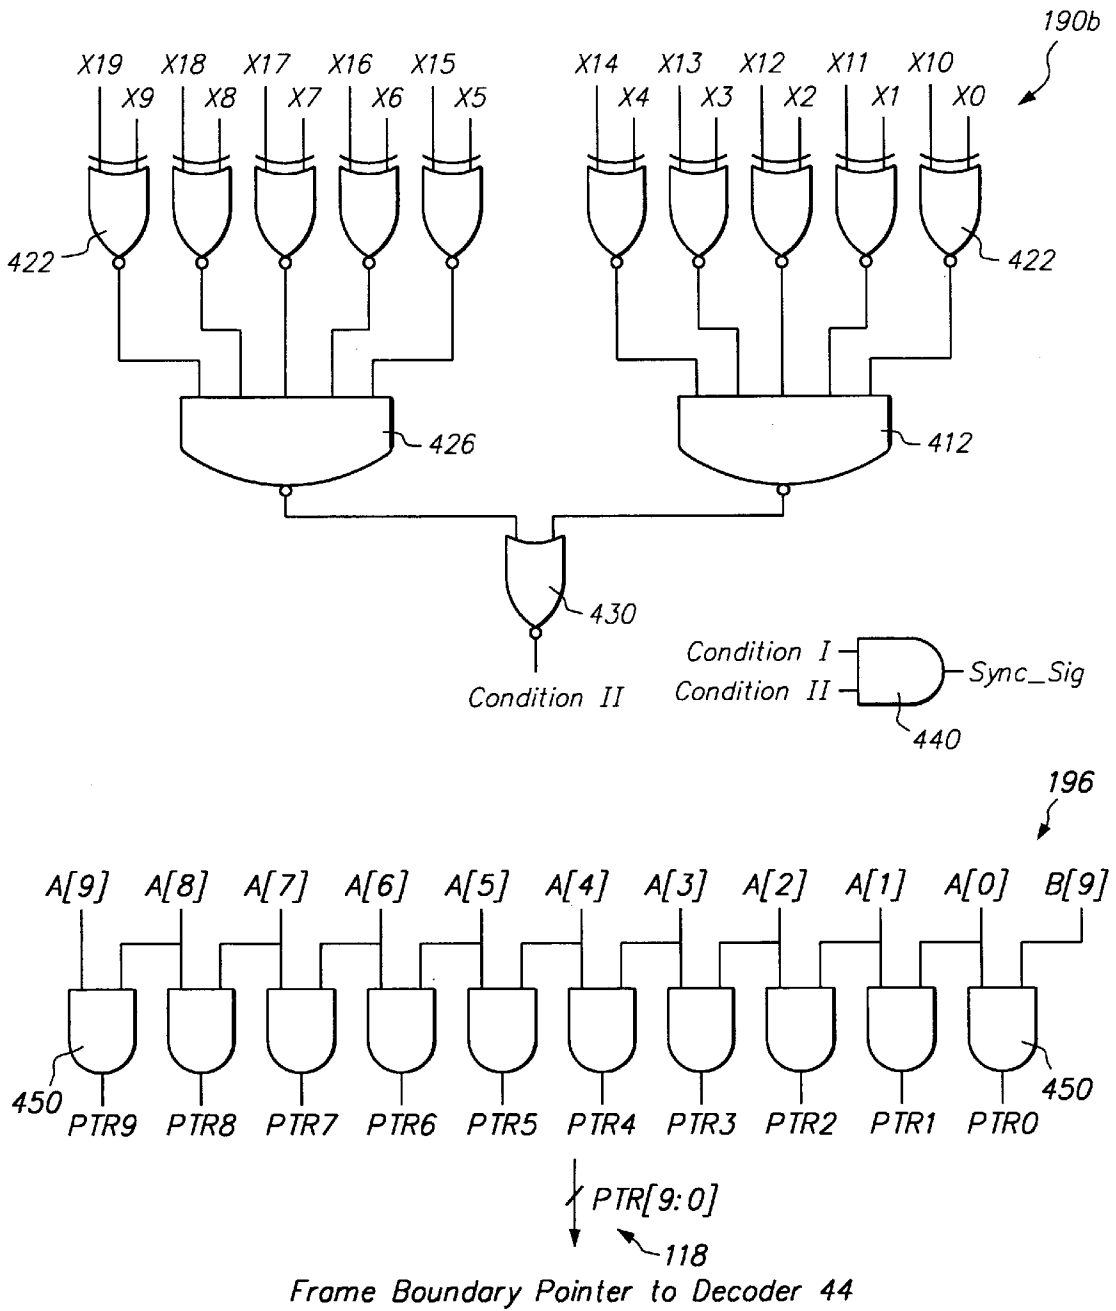 190b
X19 X18 X17 X16 X15 X14 X13 X12 X11 X10
X9 X8 X7 X6 X5 X4 X3 X2 X1 X0
422 422
426 412
430
Condition I
Condition II Sync_Sig
Condition II
440
196
A[9] A[8] A[7] A[6] A[5] A[4] A[3] A[2] A[1] A[0] B[9]
450 450
PTR9 PTR8 PTR7 PTR6 PTR5 PTR4 PTR3 PTR2 PTR1 PTR0
PTR[9:0]
118
Frame Boundary Pointer to Decoder 44